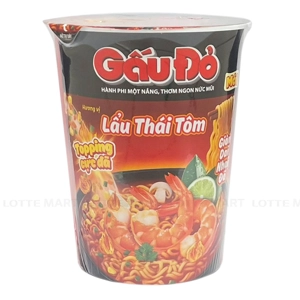 GẤU ĐỎ
HÀNH PHI MỘT NẮNG, THƠM NGON NỨC MŨI
Hương vị
Lẩu Thái Tôm
Topping
cực đã
LOTTE MART